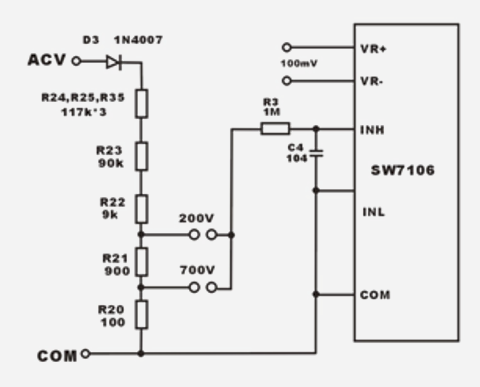 D3 1N4007
ACV
VR+
100mV
VR-
R24,R25,R35
117k*3
R3
1M
INH
C4
104
R23
90k
SW7106
R22
9k
200V
INL
R21
900
700V
COM
R20
100
COM